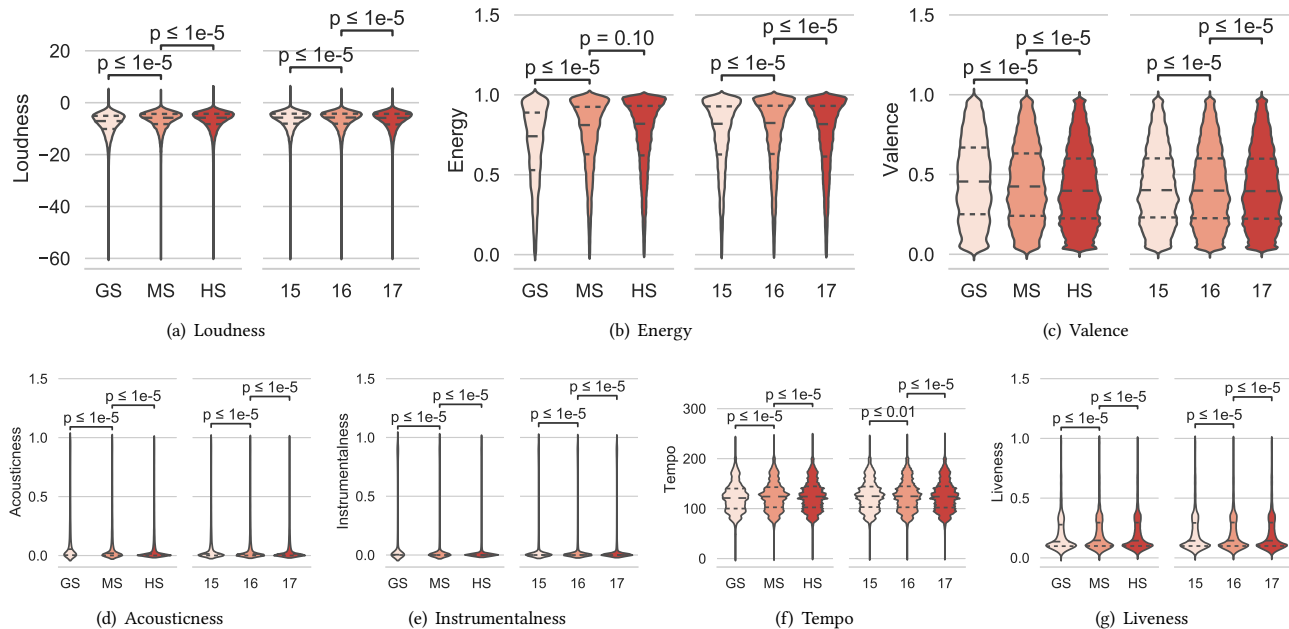 Loudness
20
0
−20
−40
−60
p ≤ 1e-5
p ≤ 1e-5
p ≤ 1e-5
p ≤ 1e-5
GS MS HS 15 16 17
(a) Loudness
Energy
1.5
1.0
0.5
0.0
p = 0.10
p ≤ 1e-5
p ≤ 1e-5
p ≤ 1e-5
GS MS HS 15 16 17
(b) Energy
Valence
1.5
1.0
0.5
0.0
p ≤ 1e-5
p ≤ 1e-5
p ≤ 1e-5
p ≤ 1e-5
GS MS HS 15 16 17
(c) Valence
Acousticness
1.5
1.0
0.5
0.0
p ≤ 1e-5
p ≤ 1e-5
p ≤ 1e-5
p ≤ 1e-5
GS MS HS 15 16 17
(d) Acousticness
Instrumentalness
1.5
1.0
0.5
0.0
p ≤ 1e-5
p ≤ 1e-5
p ≤ 1e-5
p ≤ 1e-5
GS MS HS 15 16 17
(e) Instrumentalness
Tempo
300
200
100
0
p ≤ 1e-5
p ≤ 1e-5
p ≤ 1e-5
p ≤ 0.01
GS MS HS 15 16 17
(f) Tempo
Liveness
1.5
1.0
0.5
0.0
p ≤ 1e-5
p ≤ 1e-5
p ≤ 1e-5
p ≤ 1e-5
GS MS HS 15 16 17
(g) Liveness